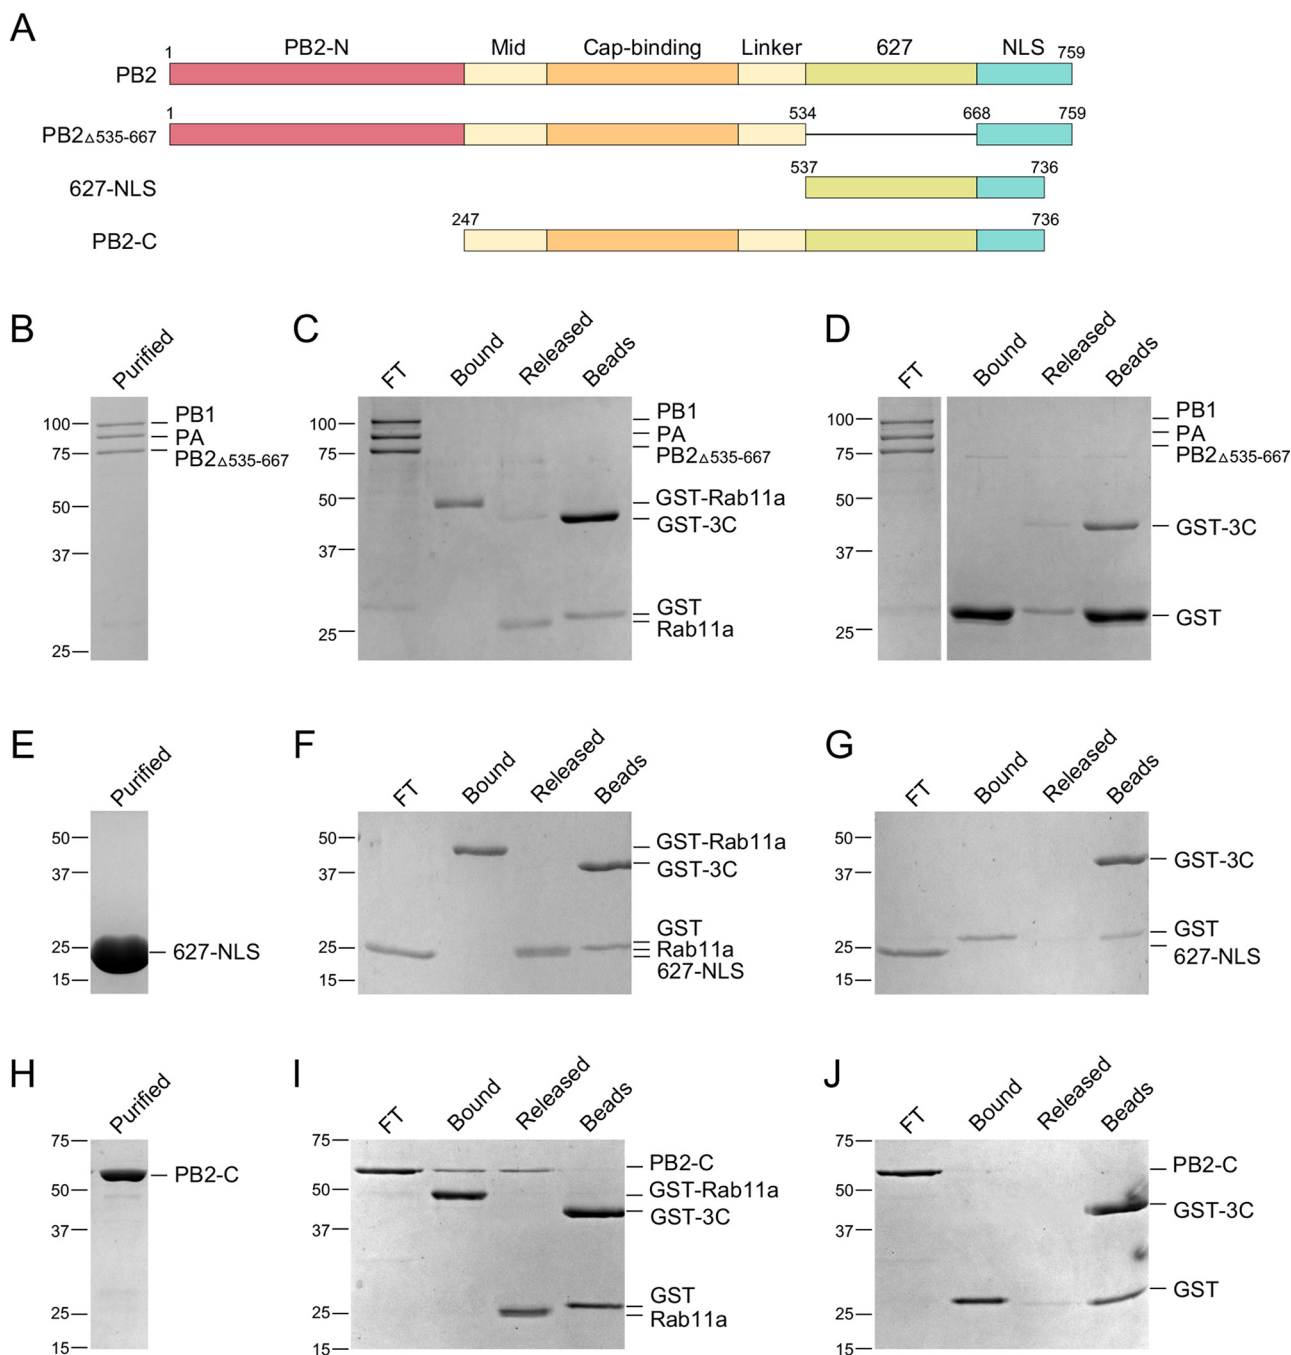 A
1 PB2-N Mid Cap-binding Linker 627 NLS 759
PB2
1 534 668 759
PB2Δ535-667
537 736
627-NLS
247 736
PB2-C
B
Purified
100
75
50
37
25
PB1
PA
PB2Δ535-667
C
FT Bound Released Beads
100
75
50
37
25
PB1
PA
PB2Δ535-667
GST-Rab11a
GST-3C
GST
Rab11a
D
FT Bound Released Beads
100
75
50
37
25
PB1
PA
PB2Δ535-667
GST-3C
GST
E
Purified
50
37
25
15
627-NLS
F
FT Bound Released Beads
50
37
25
15
GST-Rab11a
GST-3C
GST
Rab11a
627-NLS
G
FT Bound Released Beads
50
37
25
15
GST-3C
GST
627-NLS
H
Purified
75
50
37
25
15
PB2-C
I
FT Bound Released Beads
75
50
37
25
15
PB2-C
GST-Rab11a
GST-3C
GST
Rab11a
J
FT Bound Released Beads
75
50
37
25
15
PB2-C
GST-3C
GST